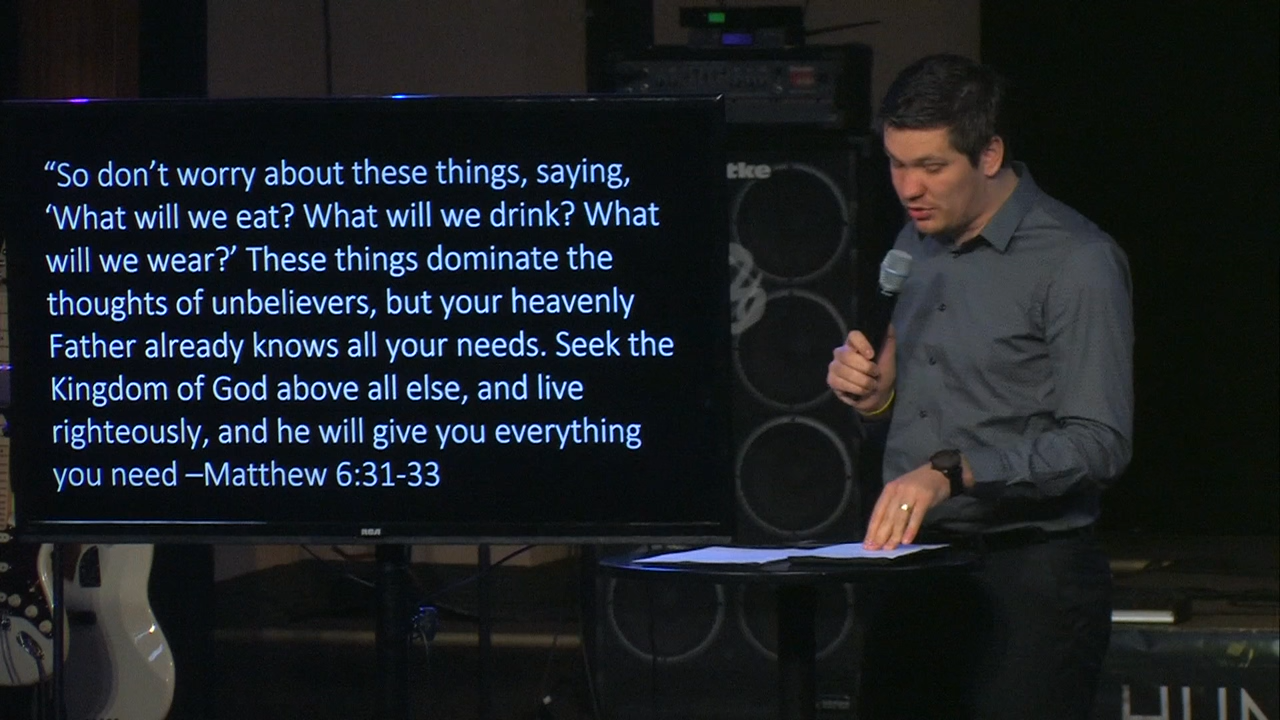 “So don’t worry about these things, saying,
‘What will we eat? What will we drink? What
will we wear?’ These things dominate the
thoughts of unbelievers, but your heavenly
Father already knows all your needs. Seek the
Kingdom of God above all else, and live
righteously, and he will give you everything
you need –Matthew 6:31-33
RCA
tke
HUN